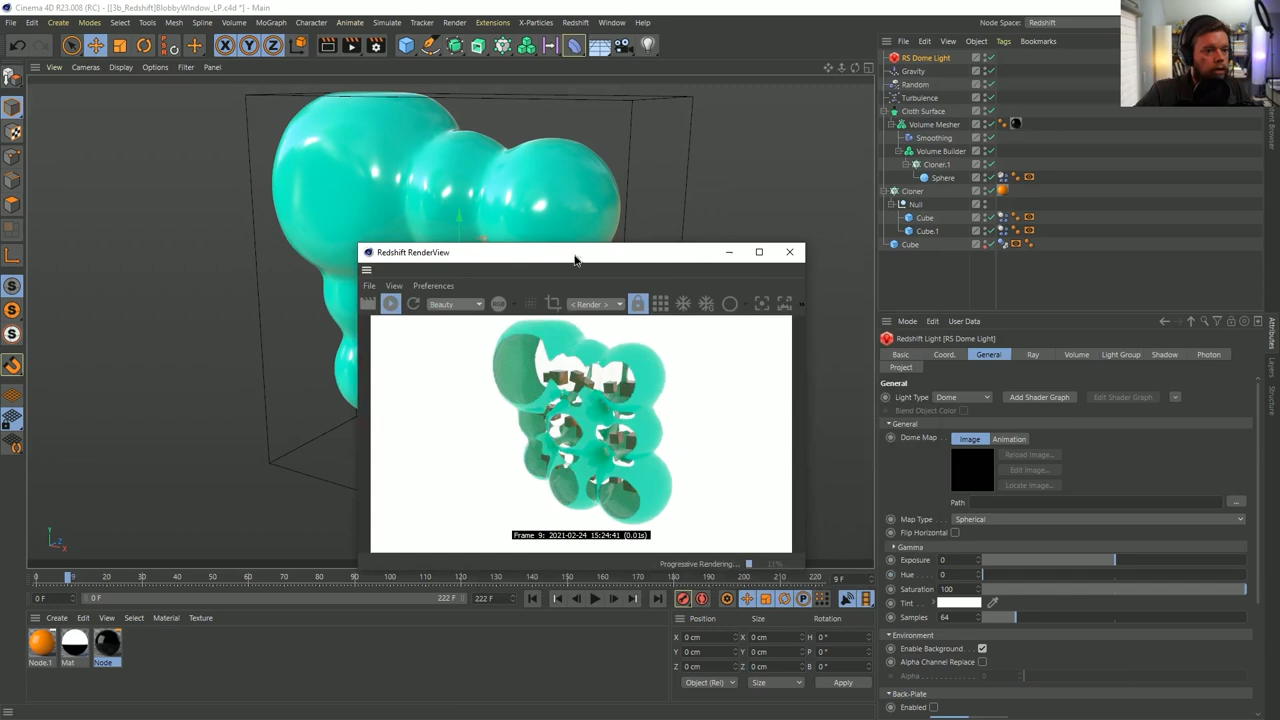 Cinema 4D R23.008 (RC) - [[3b_Redshift]BlobbyWIndow_LP.c4d *] - Main
File Edit Create Modes Select Tools Mesh Spline Volume MoGraph Character Animate Simulate Tracker Render Extensions X-Particles Redshift Window Help
Node Space: Redshift
X Y Z
File Edit View Object Tags Bookmarks
View Cameras Display Options Filter Panel
RS Dome Light
Gravity
Random
Turbulence
Cloth Surface
Volume Mesher
Smoothing
Volume Builder
Cloner.1
Sphere
Cloner
Null
Cube
Cube.1
Cube
Content Browser
Redshift RenderView
File View Preferences
Beauty RGB < Render >
Frame 9: 2021-02-24 15:24:41 (0.01s)
Progressive Rendering... 11%
S
S
S
Y
Z X
Mode Edit User Data
Redshift Light [RS Dome Light]
Basic Coord. General Ray Volume Light Group Shadow Photon
Project
General
Light Type Dome Add Shader Graph Edit Shader Graph
Blend Object Color
General
Dome Map Image Animation
Reload Image...
Edit Image...
Locate Image...
Path ...
Map Type Spherical
Flip Horizontal
Gamma
Exposure 0
Hue 0
Saturation 100
Tint
Samples 64
Environment
Enable Background
Alpha Channel Replace
Alpha 0
Back-Plate
Enabled
Attributes
Layers
Structure
0 9 20 30 40 50 60 70 80 90 100 110 120 130 140 150 160 170 180 190 200 210 220 9 F
0 F 0 F 222 F 222 F P
Create Edit View Select Material Texture
Node.1 Mat Node
Position Size Rotation
X 0 cm X 0 cm H 0 °
Y 0 cm Y 0 cm P 0 °
Z 0 cm Z 0 cm B 0 °
Object (Rel) Size Apply